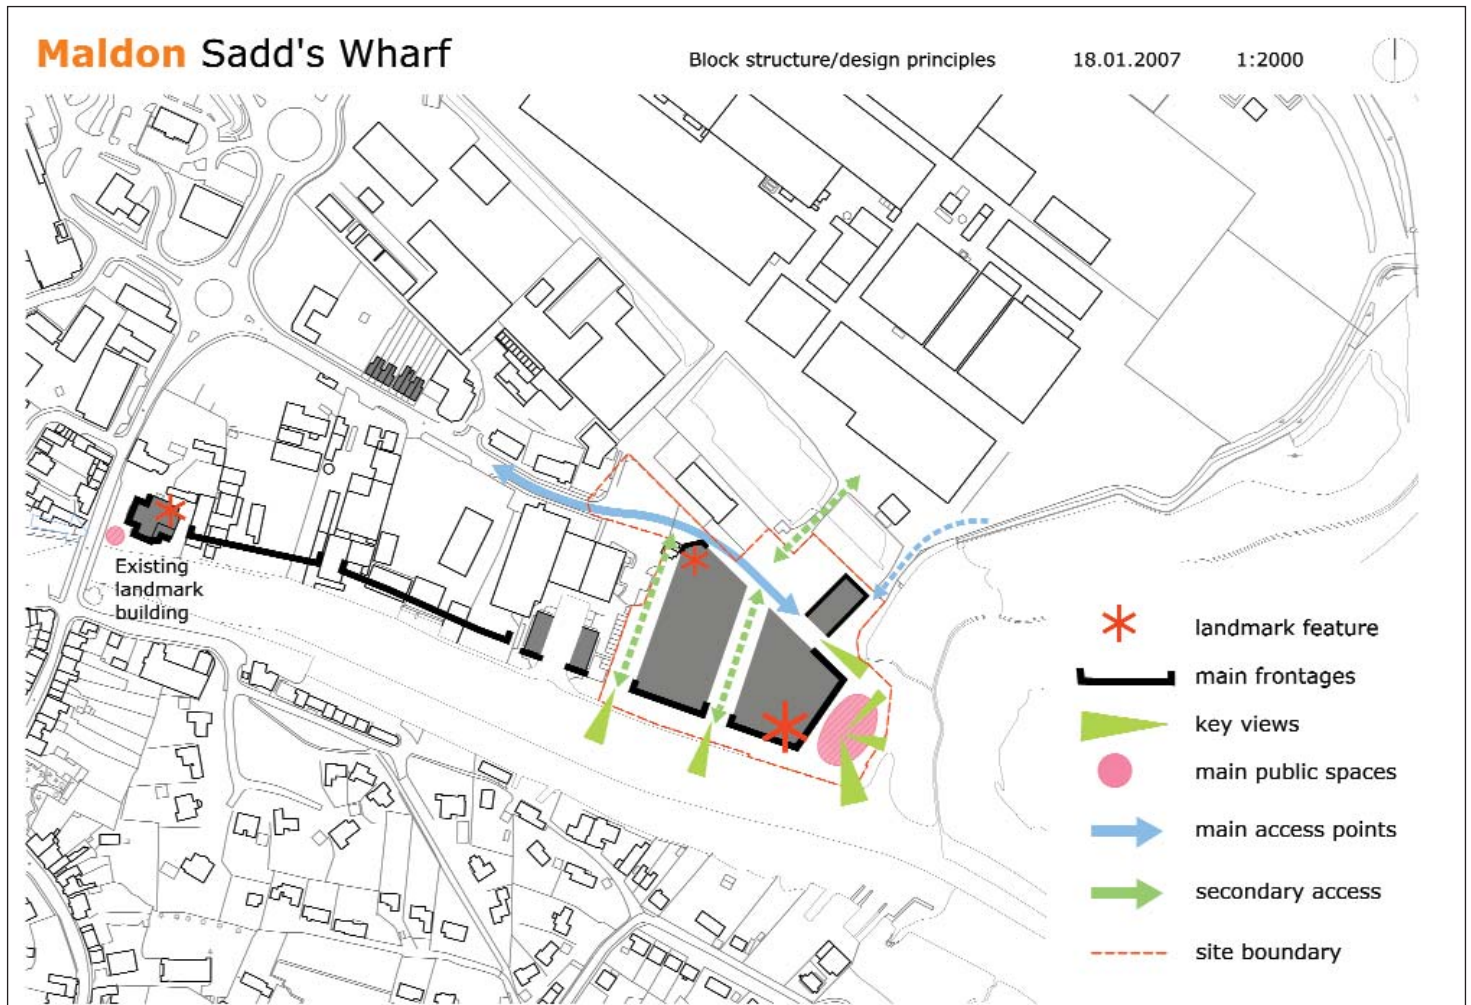 Maldon Sadd's Wharf
Block structure/design principles 18.01.2007 1:2000
Existing
landmark
building
landmark feature
main frontages
key views
main public spaces
main access points
secondary access
site boundary